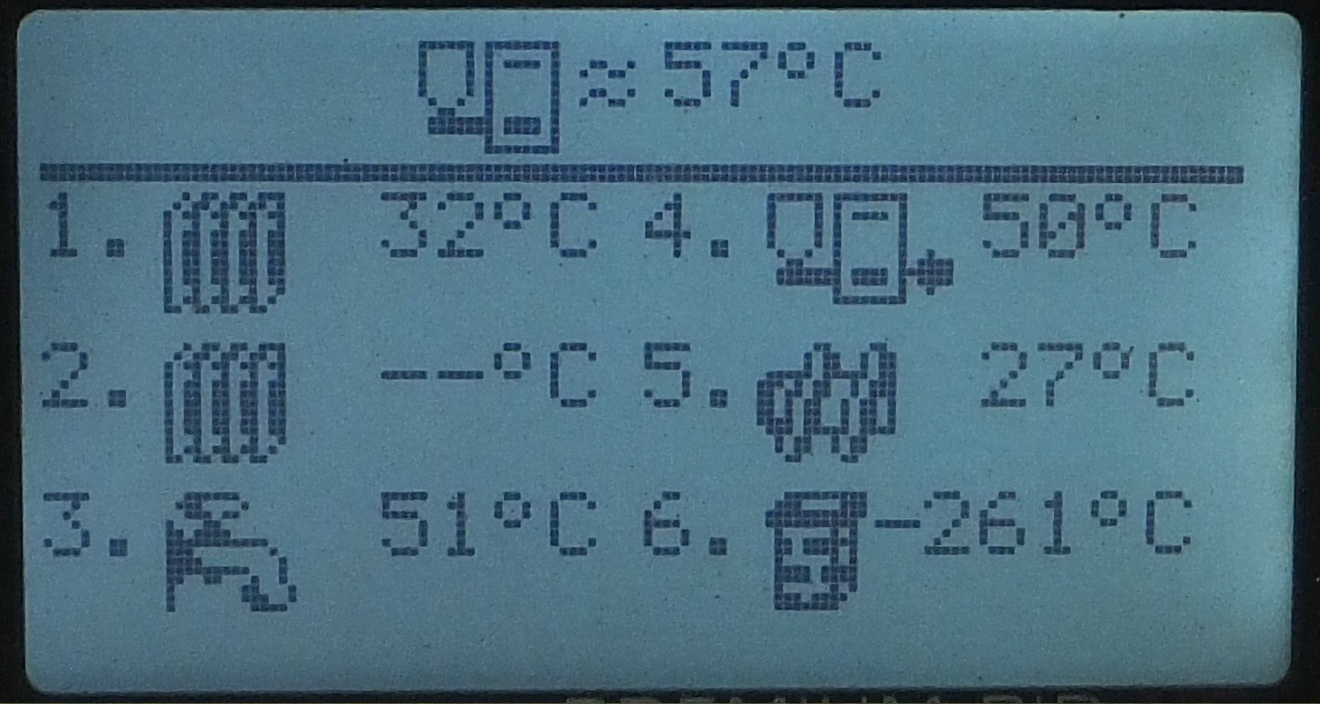 ≈57°C
1. 32°C 4. 50°C
2. --°C 5. 27°C
3. 51°C 6. -261°C